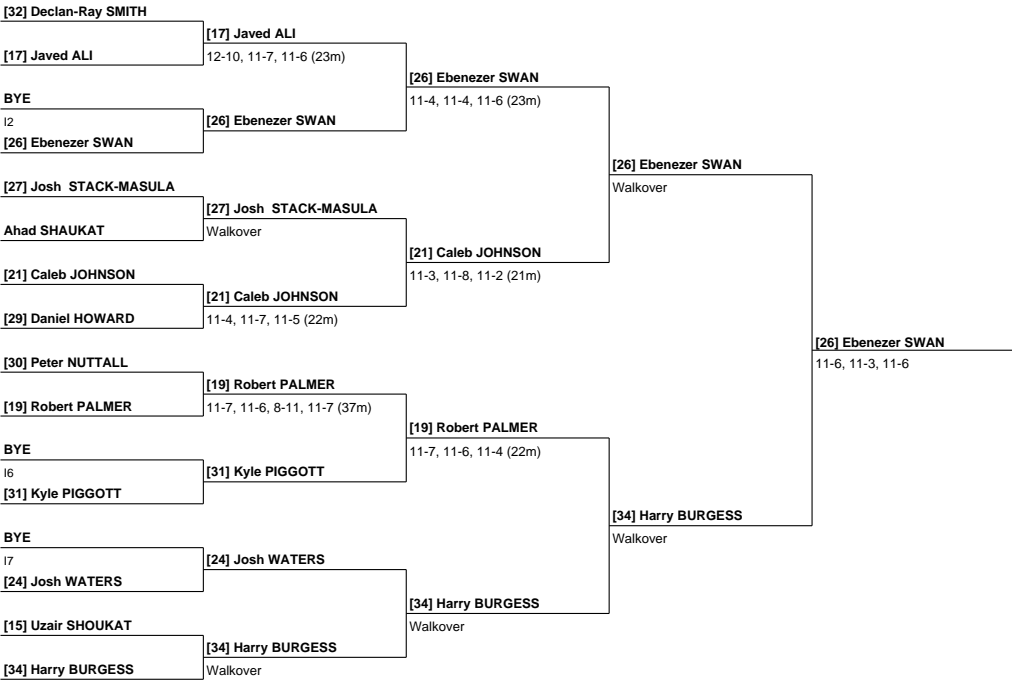 [32] Declan-Ray SMITH
[17] Javed ALI
BYE
I2
[26] Ebenezer SWAN
[27] Josh  STACK-MASULA
Ahad SHAUKAT
[21] Caleb JOHNSON
[29] Daniel HOWARD
[30] Peter NUTTALL
[19] Robert PALMER
BYE
I6
[31] Kyle PIGGOTT
BYE
I7
[24] Josh WATERS
[15] Uzair SHOUKAT
[34] Harry BURGESS
[17] Javed ALI
12-10, 11-7, 11-6 (23m)
[26] Ebenezer SWAN
[27] Josh  STACK-MASULA
Walkover
[21] Caleb JOHNSON
11-4, 11-7, 11-5 (22m)
[19] Robert PALMER
11-7, 11-6, 8-11, 11-7 (37m)
[31] Kyle PIGGOTT
[24] Josh WATERS
[34] Harry BURGESS
Walkover
[26] Ebenezer SWAN
11-4, 11-4, 11-6 (23m)
[21] Caleb JOHNSON
11-3, 11-8, 11-2 (21m)
[19] Robert PALMER
11-7, 11-6, 11-4 (22m)
[34] Harry BURGESS
Walkover
[26] Ebenezer SWAN
Walkover
[34] Harry BURGESS
Walkover
[26] Ebenezer SWAN
11-6, 11-3, 11-6